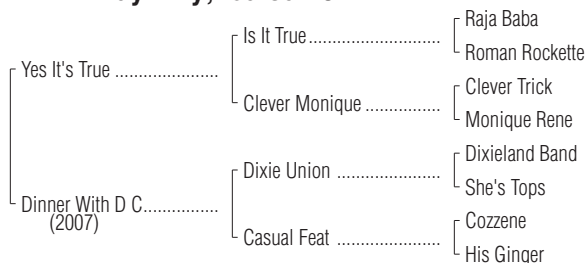 Raja Baba
Is It True
Roman Rockette
Yes It's True
Clever Trick
Clever Monique
Monique Rene
Dixieland Band
Dixie Union
She's Tops
Dinner With D C
(2007)
Cozzene
Casual Feat
His Ginger